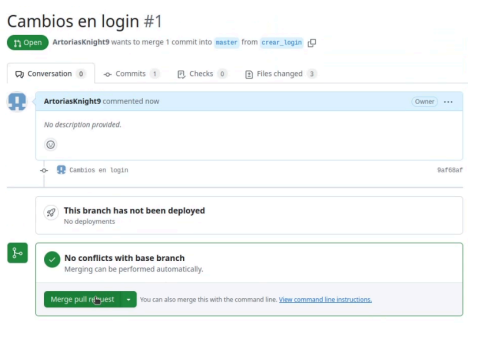 Cambios en login #1
Open ArtoriasKnight9 wants to merge 1 commit into master from crear_login
Conversation 0 Commits 1 Checks 0 Files changed 3
ArtoriasKnight9 commented now Owner ...
No description provided.
Cambios en login 9af68af
This branch has not been deployed
No deployments
No conflicts with base branch
Merging can be performed automatically.
Merge pull request You can also merge this with the command line. View command line instructions.